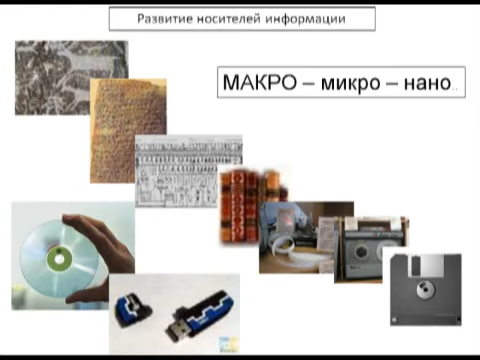 Развитие носителей информации
МАКРО – микро – нано..